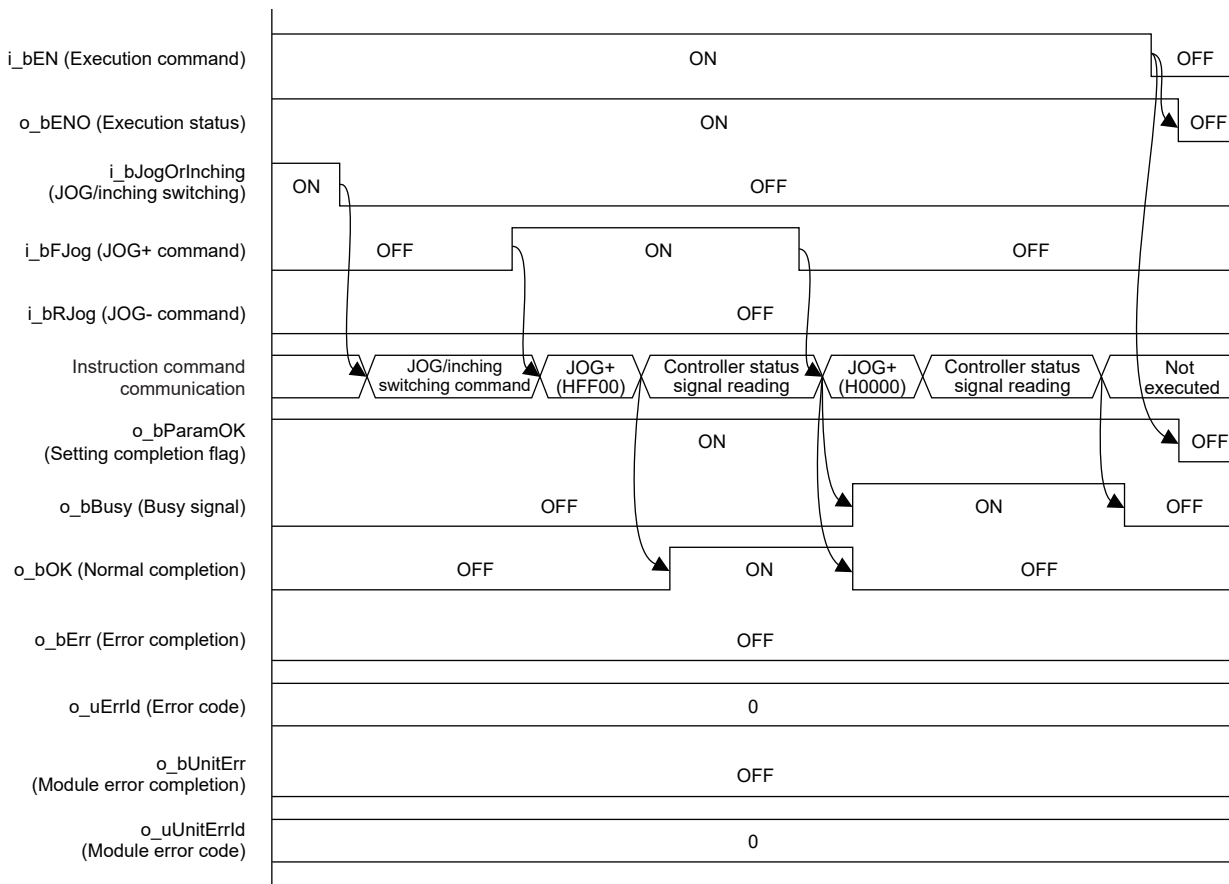 i_bEN (Execution command)
ON
OFF
o_bENO (Execution status)
ON
OFF
i_bJogOrInching
(JOG/inching switching)
ON
OFF
i_bFJog (JOG+ command)
OFF
ON
OFF
i_bRJog (JOG- command)
OFF
Instruction command
communication
JOG/inching
switching command
JOG+
(HFF00)
Controller status
signal reading
JOG+
(H0000)
Controller status
signal reading
Not
executed
o_bParamOK
(Setting completion flag)
ON
OFF
o_bBusy (Busy signal)
OFF
ON
OFF
o_bOK (Normal completion)
OFF
ON
OFF
o_bErr (Error completion)
OFF
o_uErrId (Error code)
0
o_bUnitErr
(Module error completion)
OFF
o_uUnitErrId
(Module error code)
0